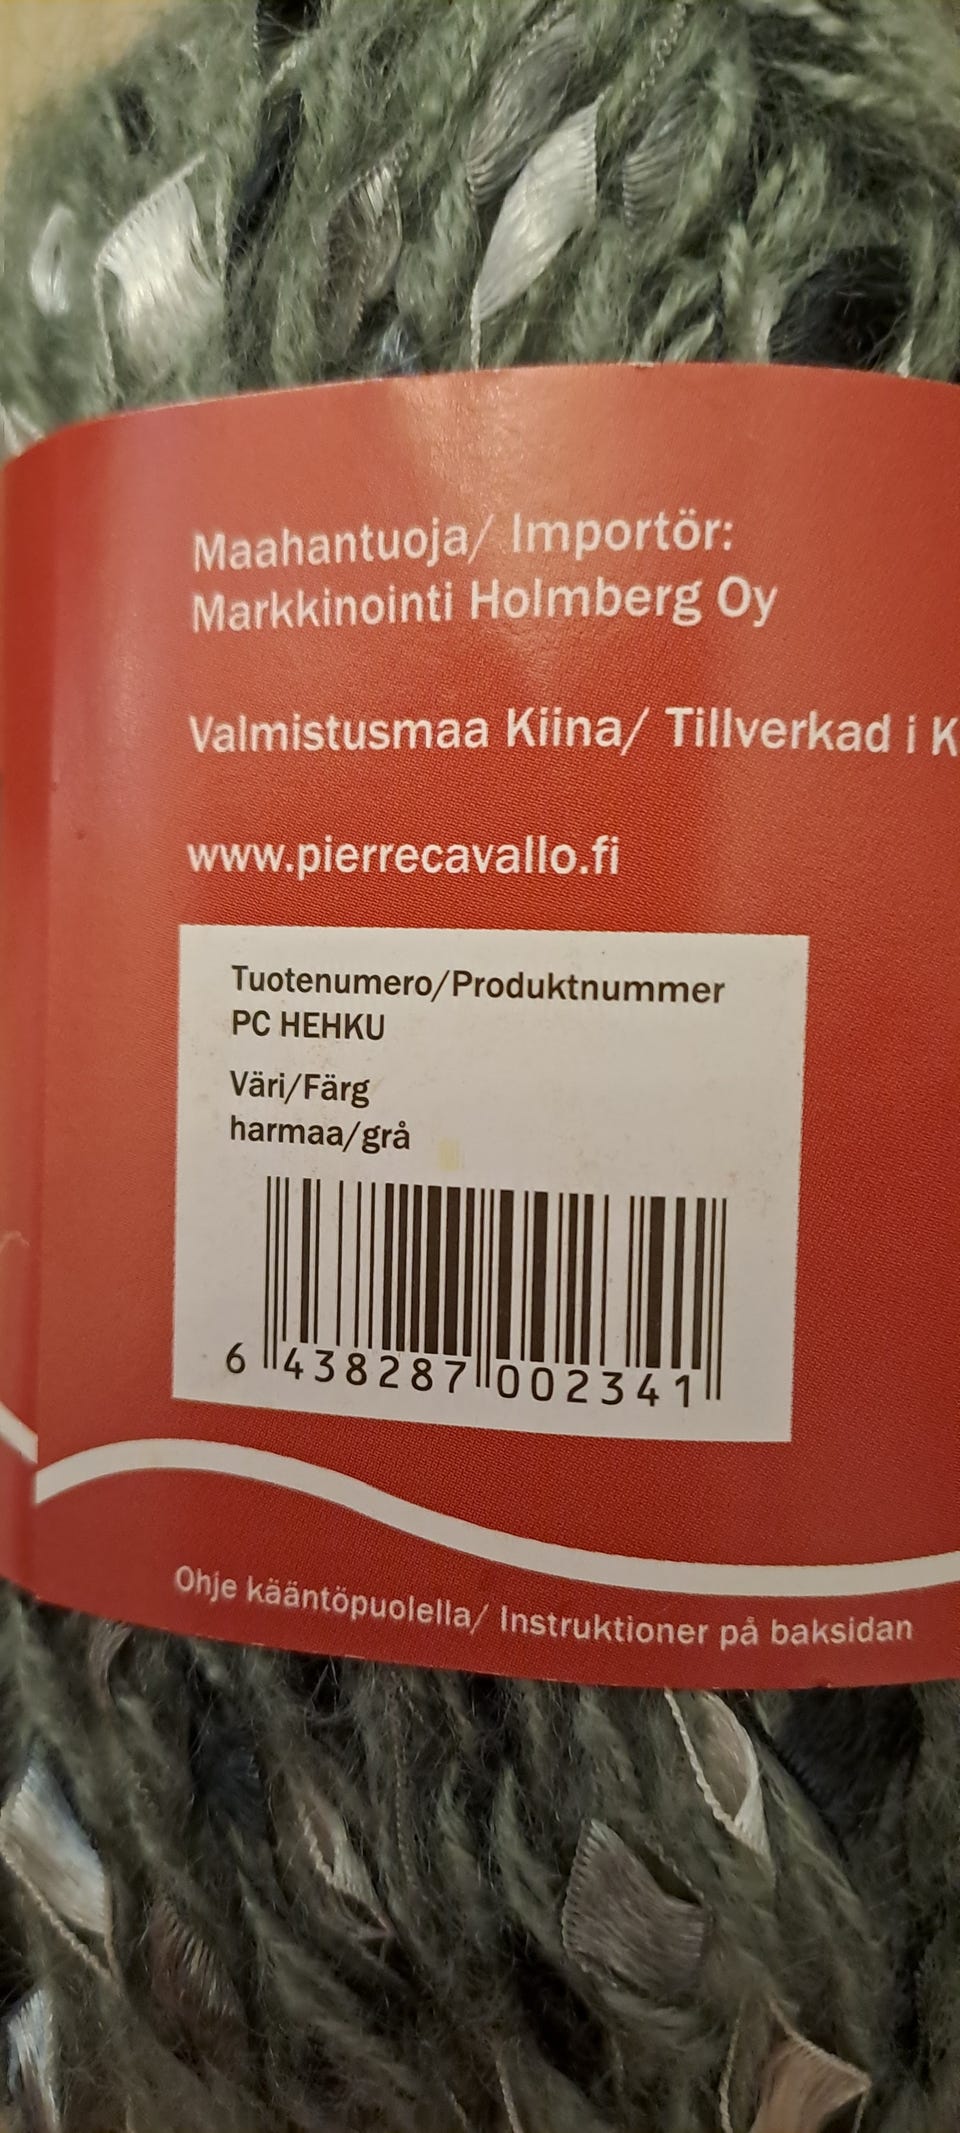 Maahantuoja/ Importör:
Markkinointi Holmberg Oy
Valmistusmaa Kiina/ Tillverkad i K
www.pierrecavallo.fi
Tuotenumero/Produktnummer
PC HEHKU
Väri/Färg
harmaa/grå
6 438287 002341
Ohje kääntöpuolella/ Instruktioner på baksidan